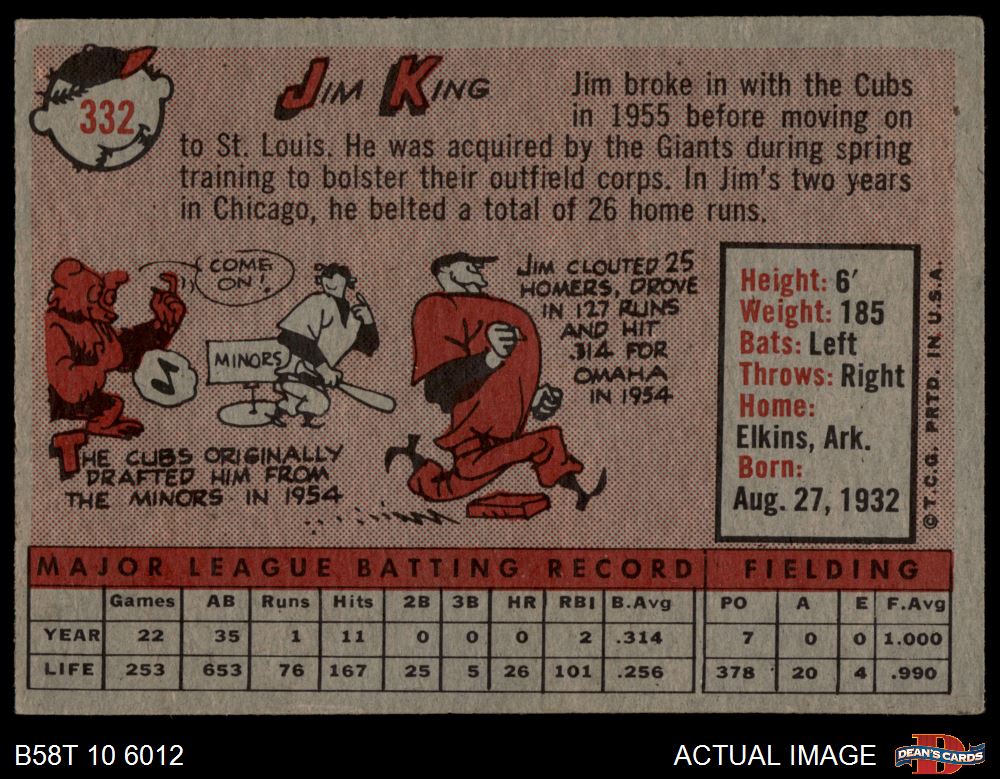 332
JIM KING
Jim broke in with the Cubs
in 1955 before moving on
to St. Louis. He was acquired by the Giants during spring
training to bolster their outfield corps. In Jim's two years
in Chicago, he belted a total of 26 home runs.
COME
ON!
MINORS
THE CUBS ORIGINALLY
DRAFTED HIM FROM
THE MINORS IN 1954
JIM CLOUTED 25
HOMERS, DROVE
IN 127 RUNS
AND HIT
.314 FOR
OMAHA
IN 1954
Height: 6'
Weight: 185
Bats: Left
Throws: Right
Home:
Elkins, Ark.
Born:
Aug. 27, 1932
© T.C.G. PRTD. IN U.S.A.
MAJOR LEAGUE BATTING RECORD FIELDING
Games AB Runs Hits 2B 3B HR RBI B.Avg PO A E F.Avg
YEAR 22 35 1 11 0 0 0 2 .314 7 0 0 1.000
LIFE 253 653 76 167 25 5 26 101 .256 378 20 4 .990
B58T 10 6012 ACTUAL IMAGE DEAN'S CARDS